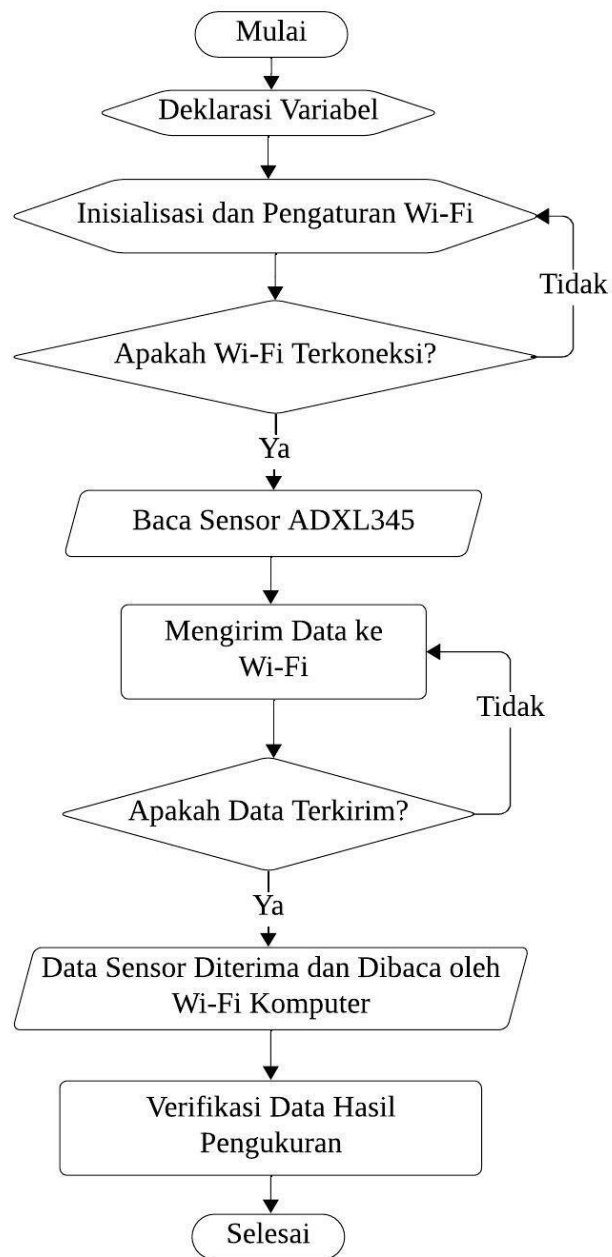 Mulai
Deklarasi Variabel
Inisialisasi dan Pengaturan Wi-Fi
Tidak
Apakah Wi-Fi Terkoneksi?
Ya
Baca Sensor ADXL345
Mengirim Data ke
Wi-Fi
Tidak
Apakah Data Terkirim?
Ya
Data Sensor Diterima dan Dibaca oleh
Wi-Fi Komputer
Verifikasi Data Hasil
Pengukuran
Selesai